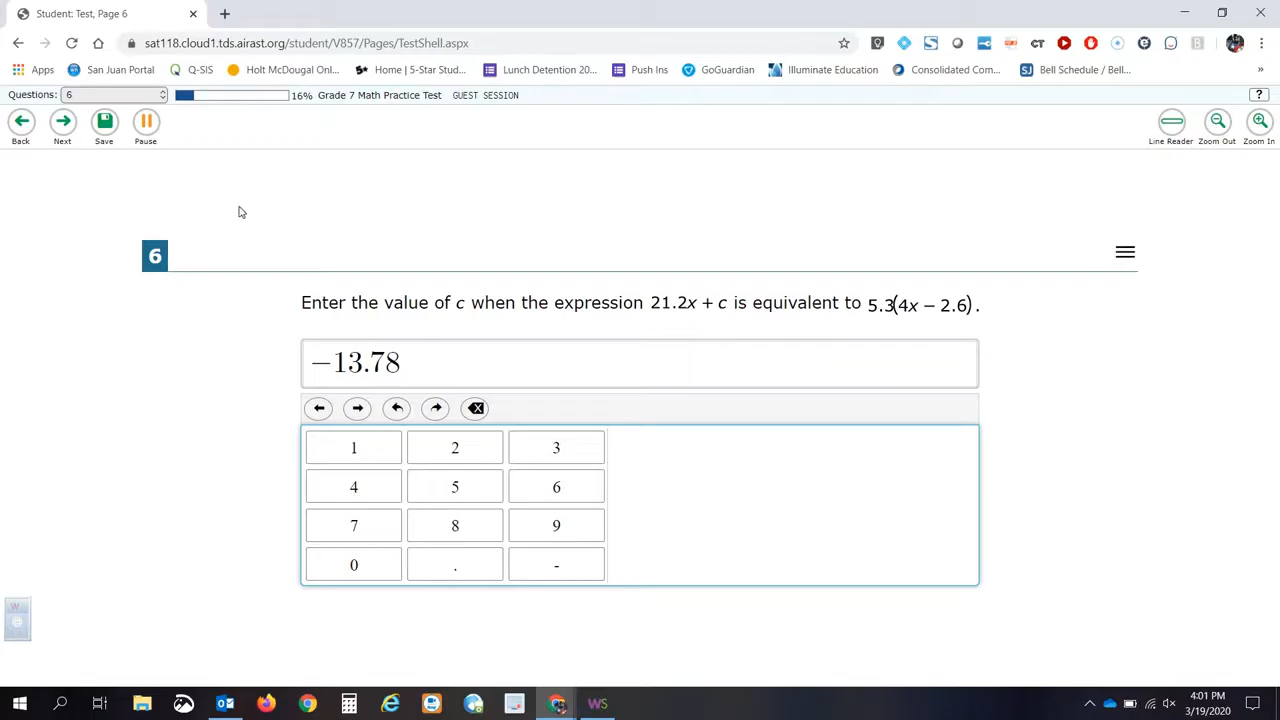 Student: Test, Page 6
sat118.cloud1.tds.airast.org/student/V857/Pages/TestShell.aspx
Apps San Juan Portal Q-SIS Holt McDougal Onl... Home | 5-Star Stud... Lunch Detention 20... Push Ins GoGuardian Illuminate Education Consolidated Com... Bell Schedule / Bell...
Questions: 6 16% Grade 7 Math Practice Test GUEST SESSION ?
Back Next Save Pause Line Reader Zoom Out Zoom In
6
Enter the value of c when the expression 21.2x + c is equivalent to 5.3(4x − 2.6).
−13.78
1 2 3
4 5 6
7 8 9
0 . -
W
WS
4:01 PM
3/19/2020